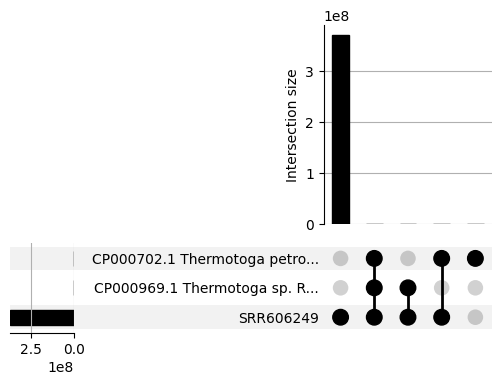 1e8
3
2
1
0
Intersection size
CP000702.1 Thermotoga petro...
CP000969.1 Thermotoga sp. R...
SRR606249
2.5 0.0
1e8